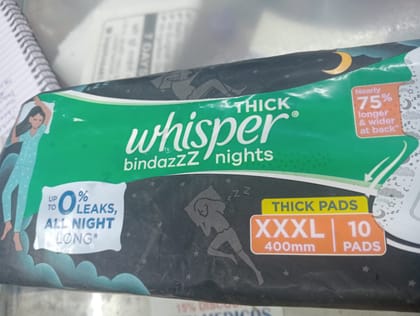 THICK
whisper®
bindazZZ nights
Nearly
75%
longer
& wider
at back*
UP TO 0%
LEAKS,
ALL NIGHT
LONG*
zzz
THICK PADS
XXXL
400mm
10
PADS